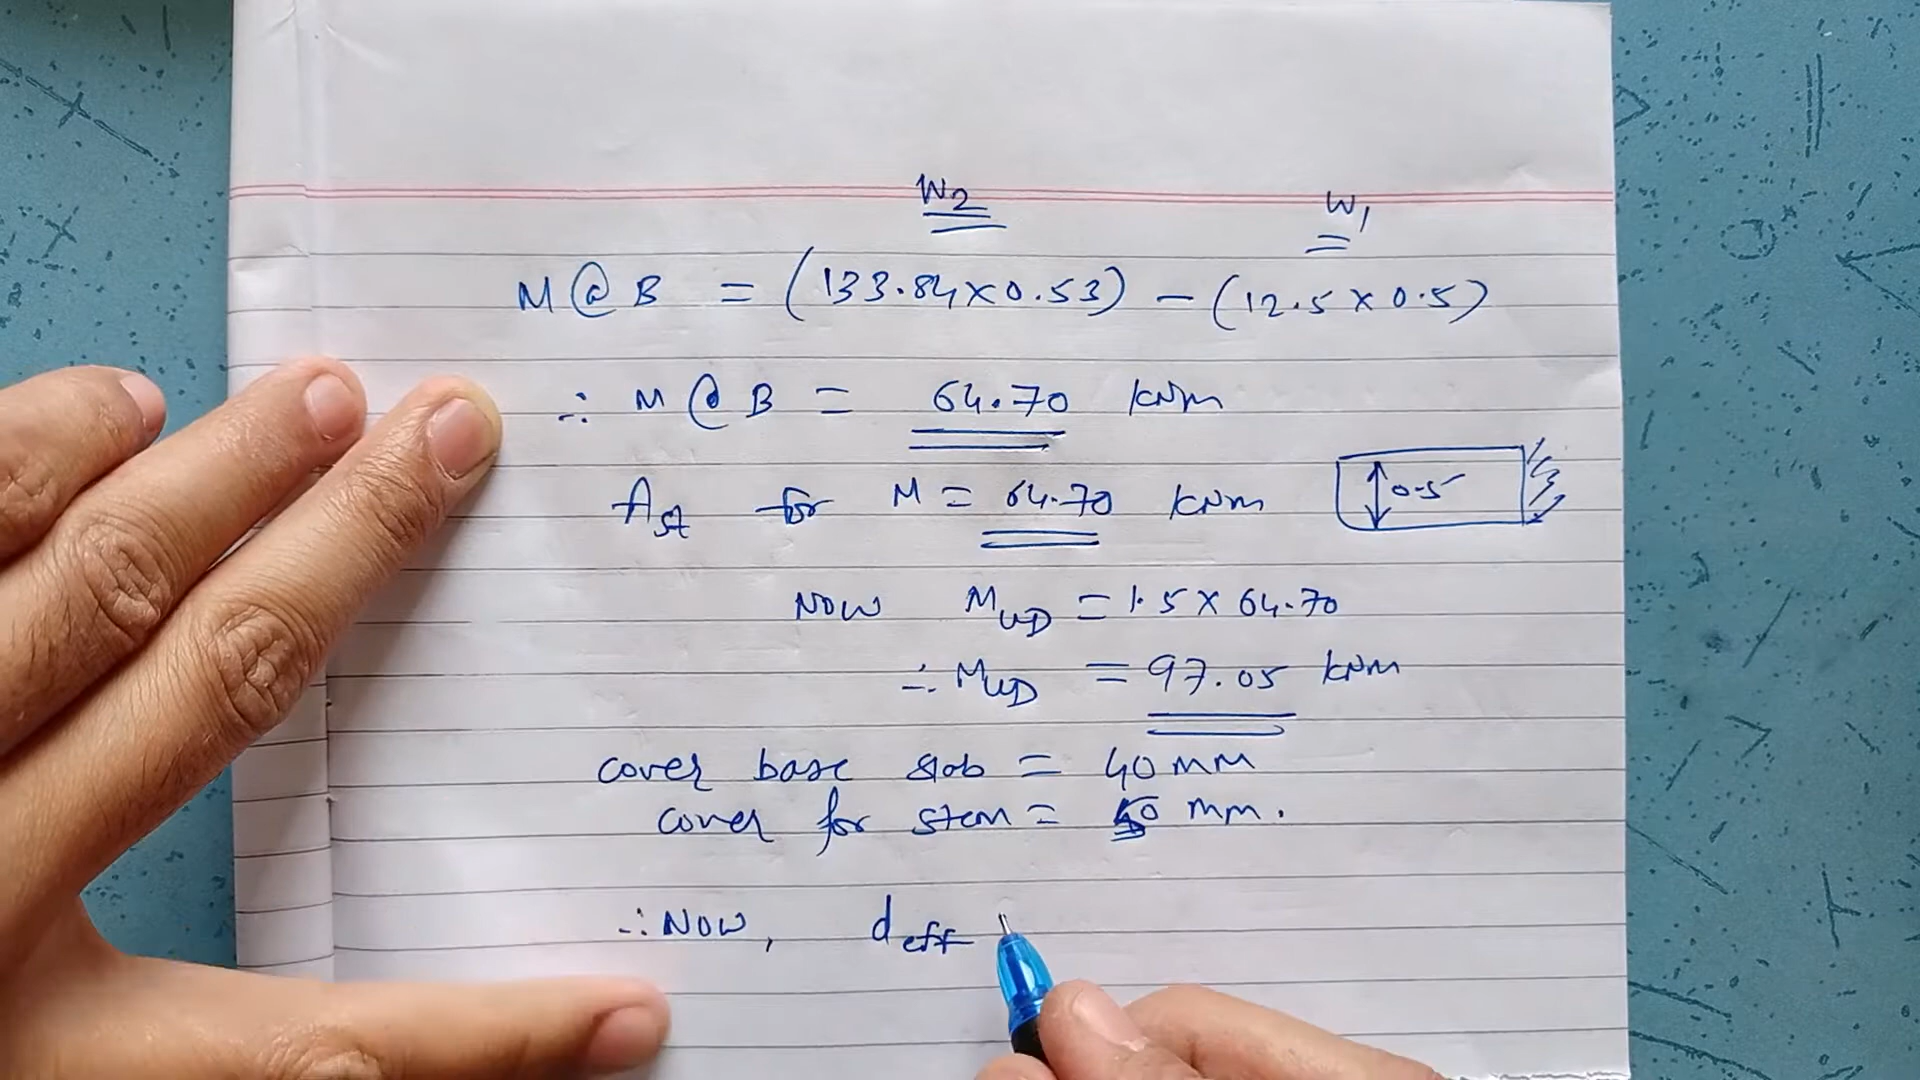 W2 W1
M@B = (133.84×0.53) - (12.5×0.5)
∴ M@B = 64.70 kNm
Ast for M = 64.70 kNm
0.5
Now MuD = 1.5×64.70
∴ MuD = 97.05 kNm
cover base slab = 40 mm
cover for stem = mm.
∴ Now, deff